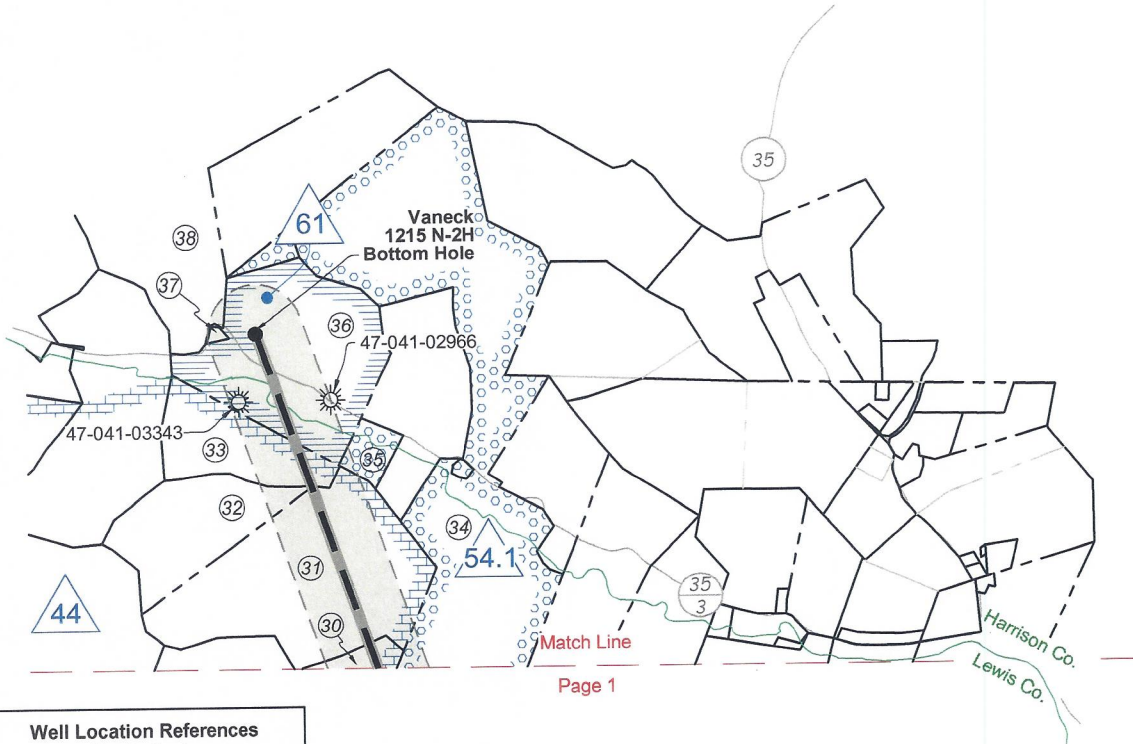 35
61
Vaneck
1215 N-2H
Bottom Hole
38
37
36
47-041-02966
47-041-03343
33
35
32
34
54.1
31
44
35
3
30
Match Line
Harrison Co.
Page 1
Lewis Co.
Well Location References